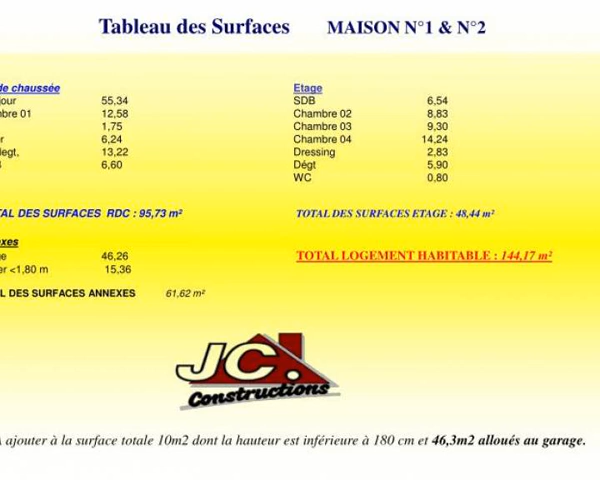 Tableau des Surfaces MAISON N°1 & N°2
de chaussée
jour 55,34
bre 01 12,58
1,75
r 6,24
degt, 13,22
6,60
TAL DES SURFACES RDC : 95,73 m²
exes
ge 46,26
er <1,80 m 15,36
L DES SURFACES ANNEXES 61,62 m²
Etage
SDB 6,54
Chambre 02 8,83
Chambre 03 9,30
Chambre 04 14,24
Dressing 2,83
Dégt 5,90
WC 0,80
TOTAL DES SURFACES ETAGE : 48,44 m²
TOTAL LOGEMENT HABITABLE : 144,17 m²
JC.!
Constructions
ajouter à la surface totale 10m2 dont la hauteur est inférieure à 180 cm et 46,3m2 alloués au garage.